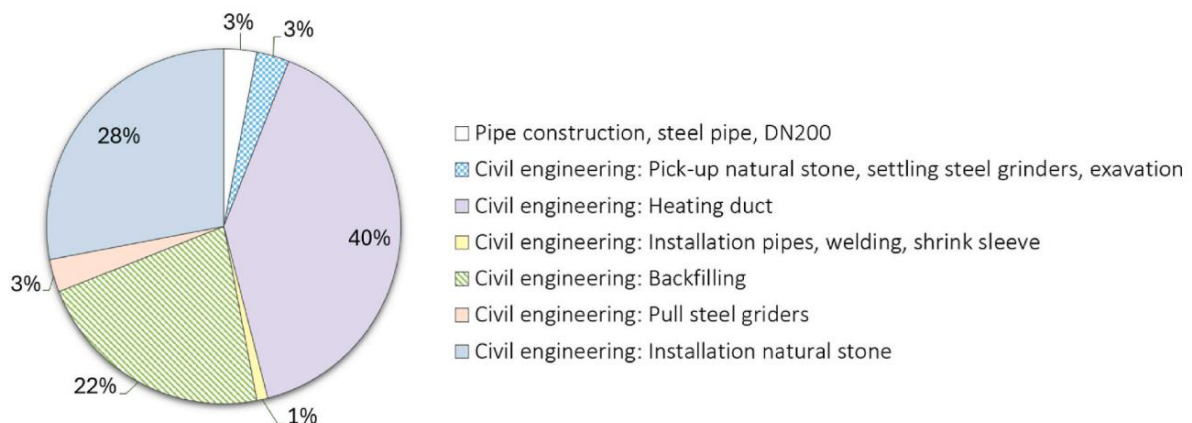 3%
3%
28%
40%
3%
22%
1%
Pipe construction, steel pipe, DN200
Civil engineering: Pick-up natural stone, settling steel grinders, exavation
Civil engineering: Heating duct
Civil engineering: Installation pipes, welding, shrink sleeve
Civil engineering: Backfilling
Civil engineering: Pull steel griders
Civil engineering: Installation natural stone